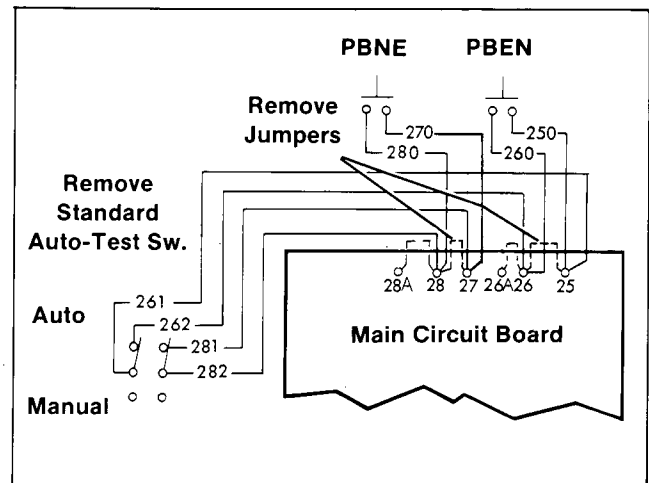 PBNE PBEN
Remove
Jumpers
270 250
280 260
Remove
Standard
Auto-Test Sw.
28A 28 27 26A 26 25
261
Auto
262
281
Main Circuit Board
282
Manual